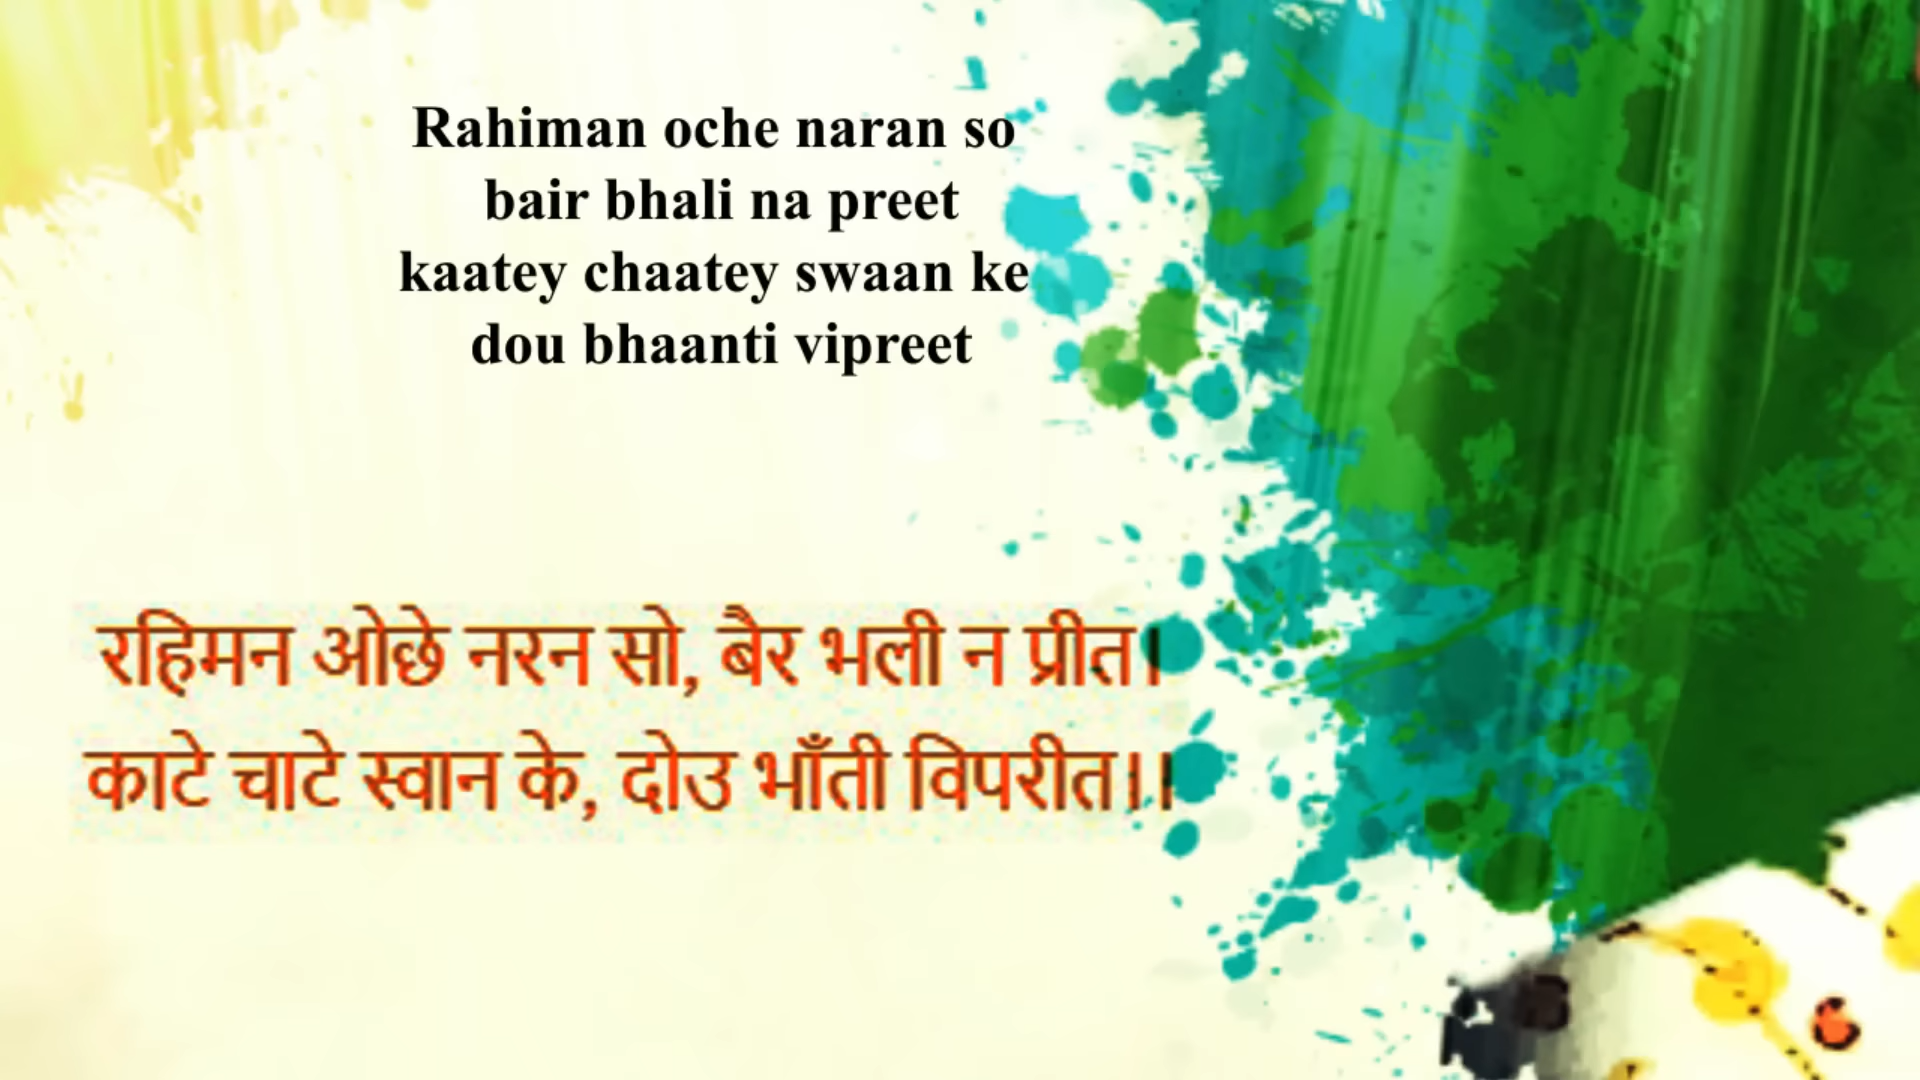 Rahiman oche naran so
bair bhali na preet
kaatey chaatey swaan ke
dou bhaanti vipreet
रहिमन ओछे नरन सो, बैर भली न प्रीत।
काटे चाटे स्वान के, दोउ भाँती विपरीत।।